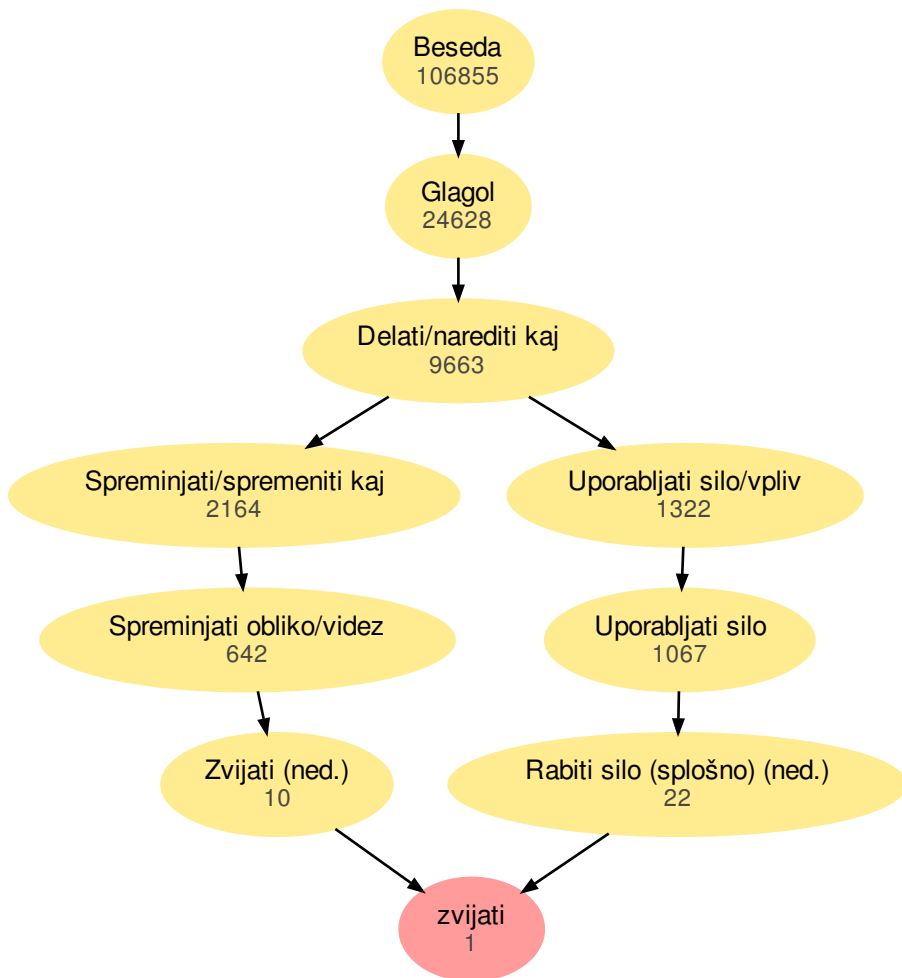 Beseda
106855
Glagol
24628
Delati/narediti kaj
9663
Spreminjati/spremeniti kaj
2164
Uporabljati silo/vpliv
1322
Spreminjati obliko/videz
642
Uporabljati silo
1067
Zvijati (ned.)
10
Rabiti silo (splošno) (ned.)
22
zvijati
1